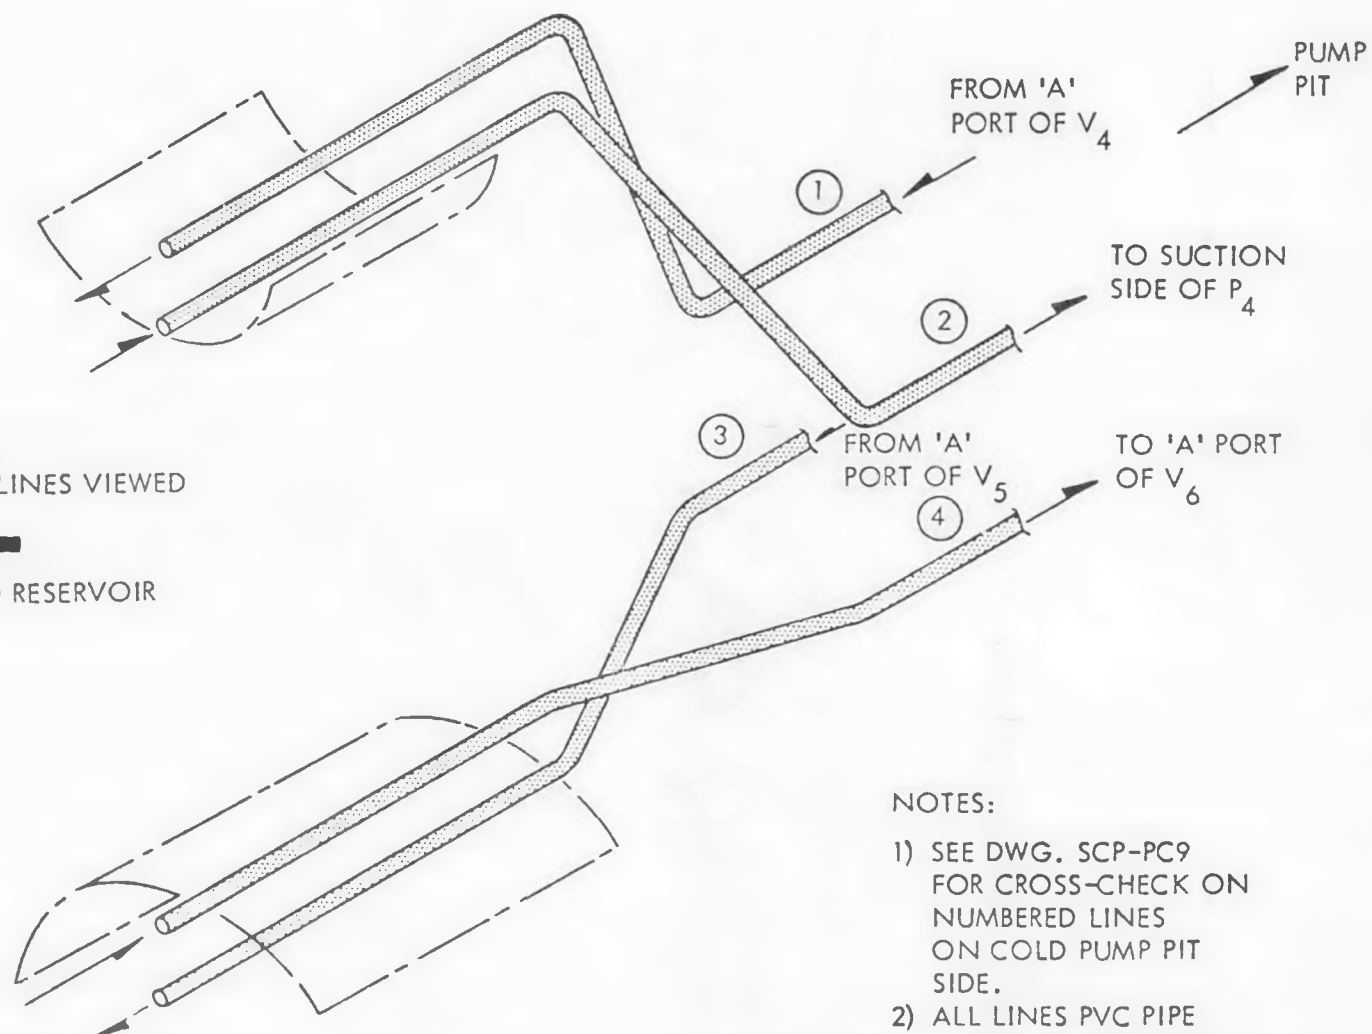 PUMP
PIT
FROM 'A'
PORT OF V4
1
TO SUCTION
SIDE OF P4
2
3
FROM 'A'
PORT OF V5
TO 'A' PORT
OF V6
4
LINES VIEWED
RESERVOIR
NOTES:
1) SEE DWG. SCP-PC9
FOR CROSS-CHECK ON
NUMBERED LINES
ON COLD PUMP PIT
SIDE.
2) ALL LINES PVC PIPE